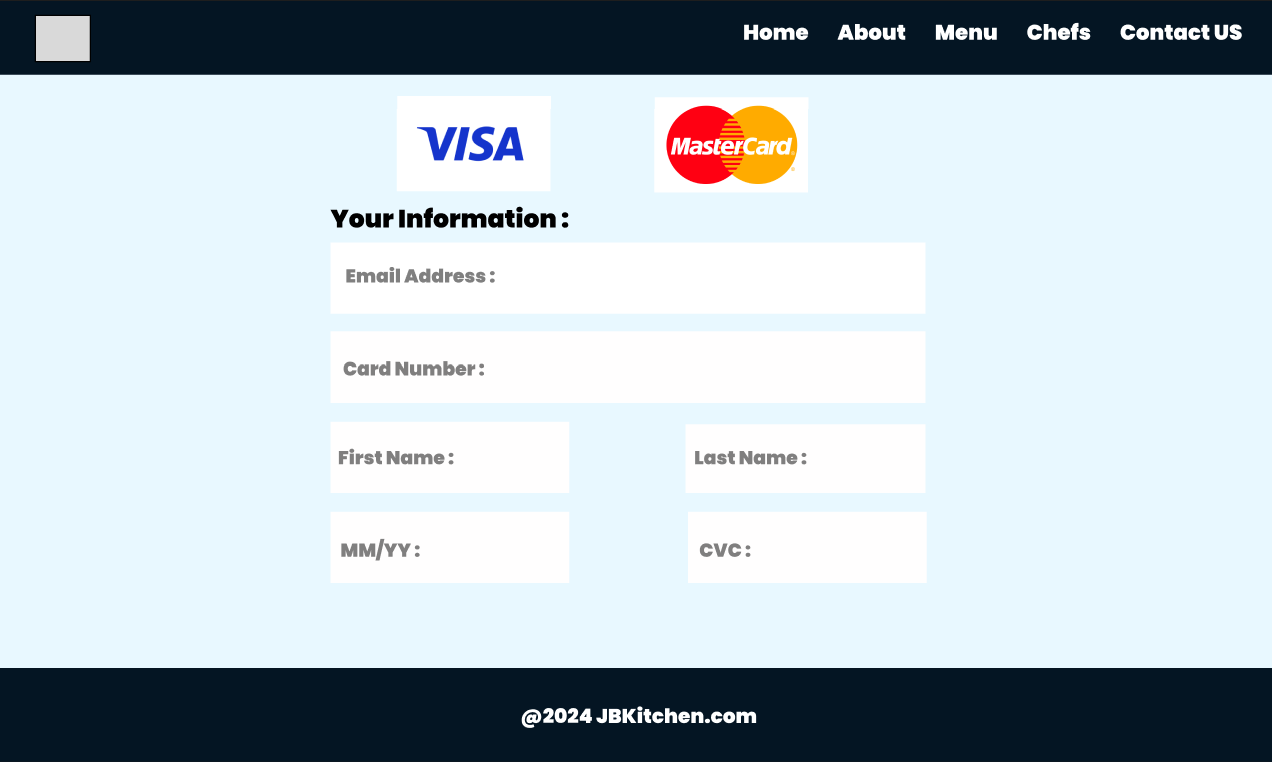 Home About Menu Chefs Contact US
VISA MasterCard
Your Information :
Email Address :
Card Number :
First Name : Last Name :
MM/YY : CVC :
@2024 JBKitchen.com